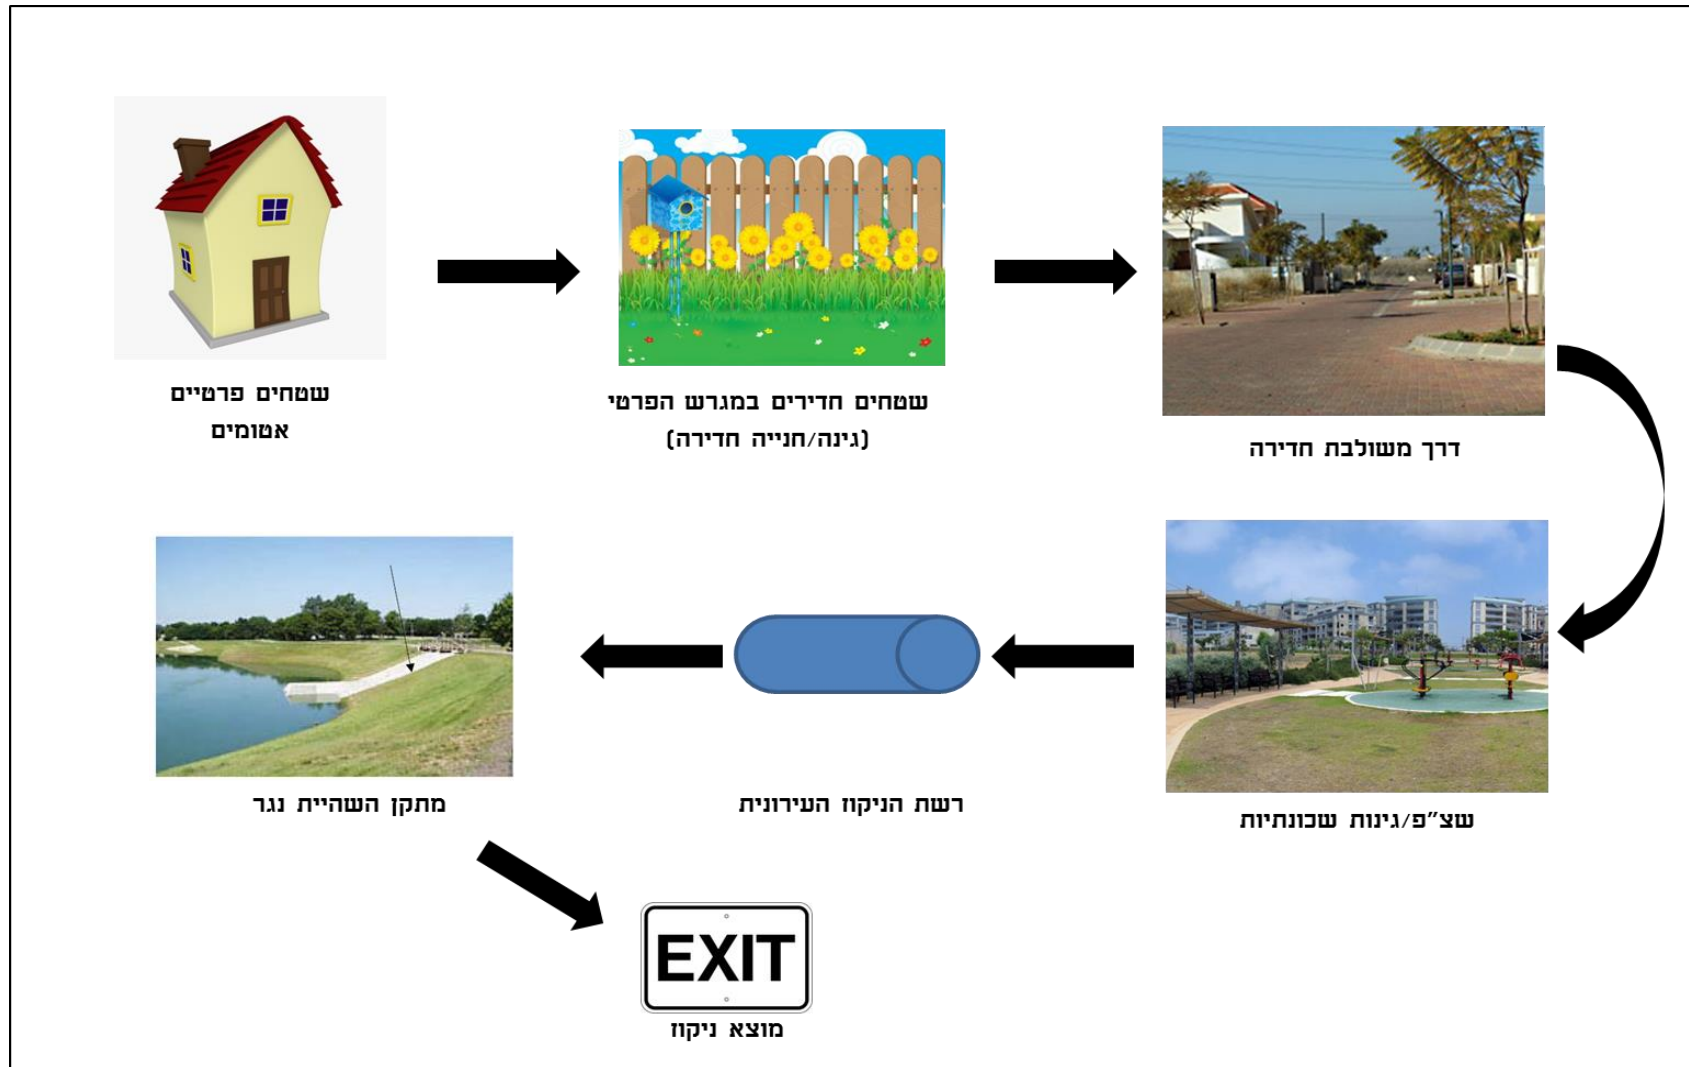 שטחים פרטיים
אטומים
שטחים חדירים במגרש הפרטי
(גינה/חנייה חדירה)
דרך משולבת חדירה
שצ"פ/גינות שכונתיות
רשת הניקוז העירונית
מתקן השהיית נגר
EXIT
מוצא ניקוז